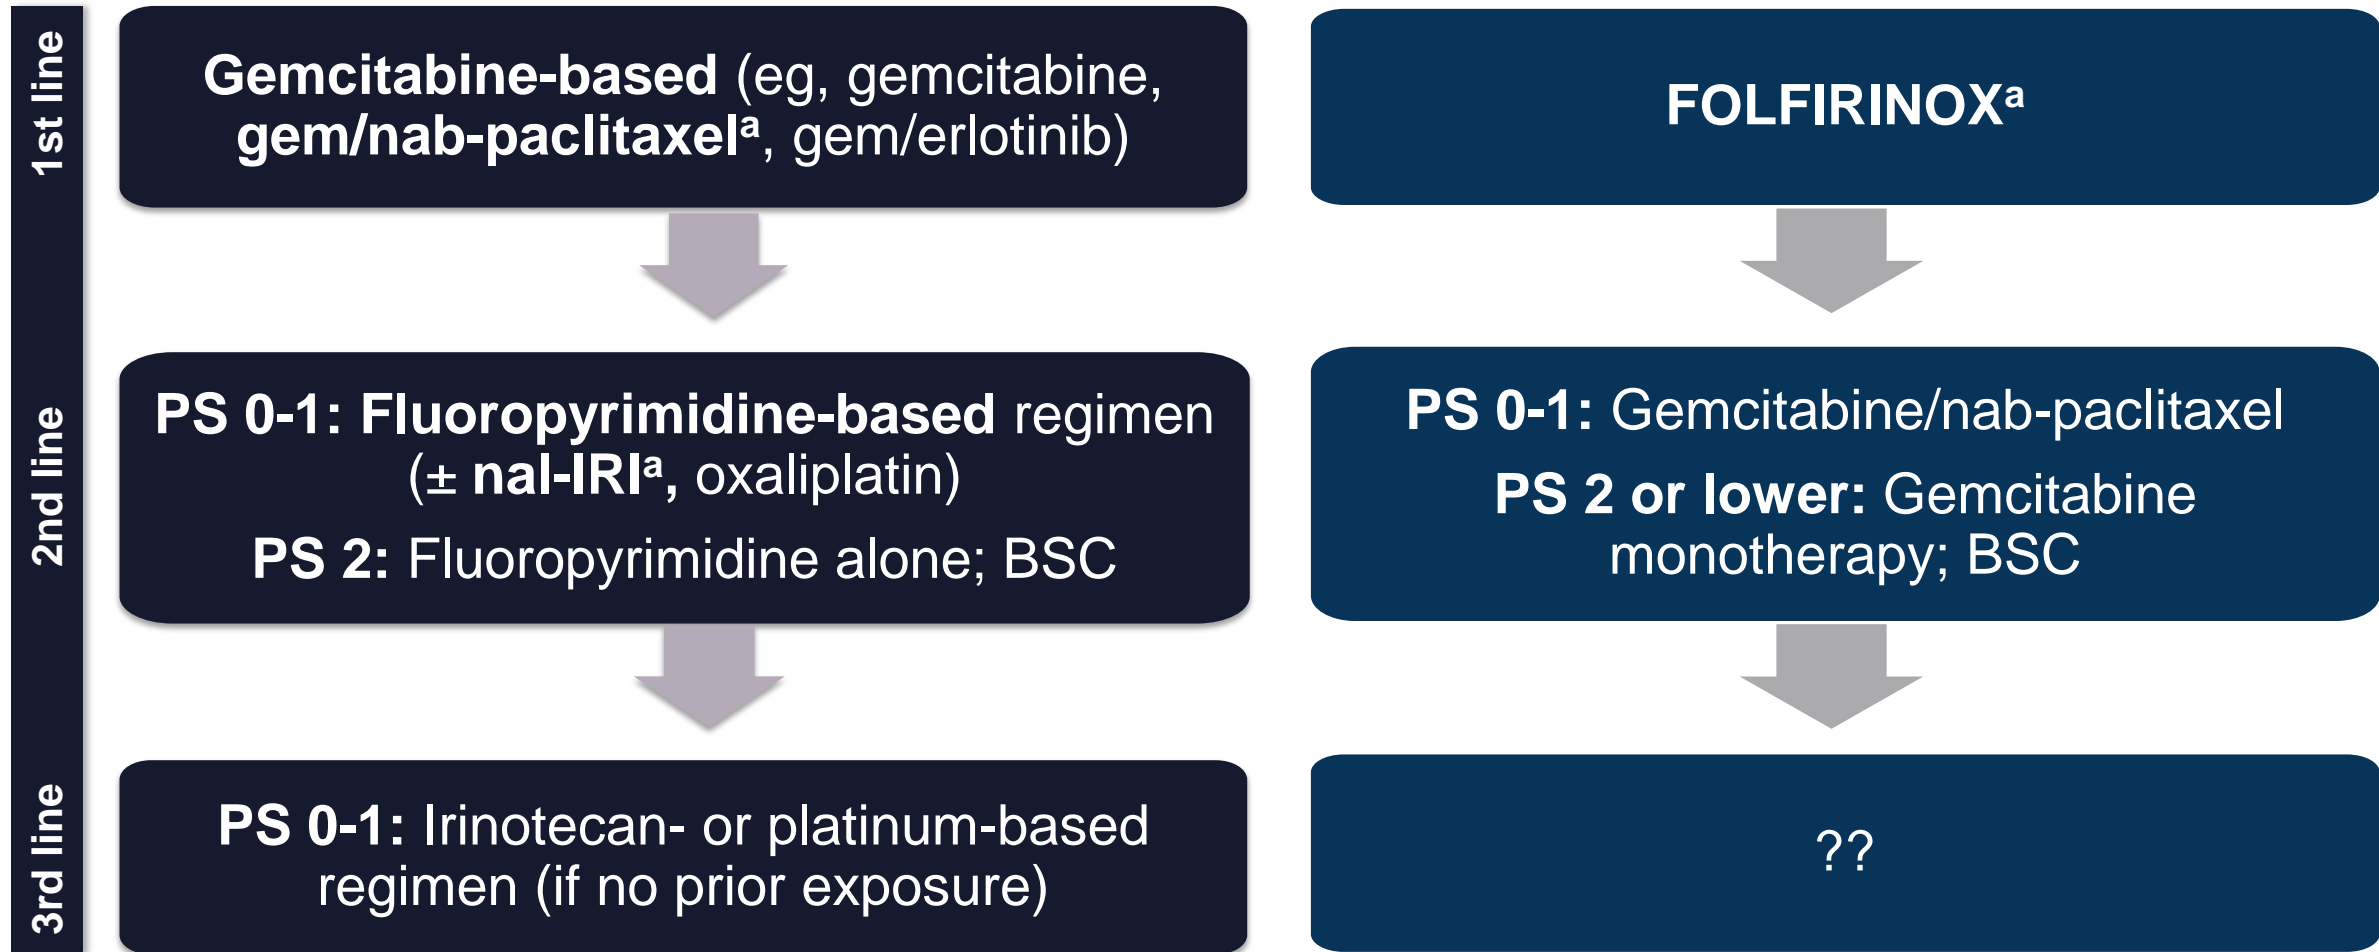 1st line
Gemcitabine-based (eg, gemcitabine,
gem/nab-paclitaxelᵃ, gem/erlotinib)
FOLFIRINOXᵃ
2nd line
PS 0-1: Fluoropyrimidine-based regimen
(± nal-IRIᵃ, oxaliplatin)
PS 2: Fluoropyrimidine alone; BSC
PS 0-1: Gemcitabine/nab-paclitaxel
PS 2 or lower: Gemcitabine
monotherapy; BSC
3rd line
PS 0-1: Irinotecan- or platinum-based
regimen (if no prior exposure)
??